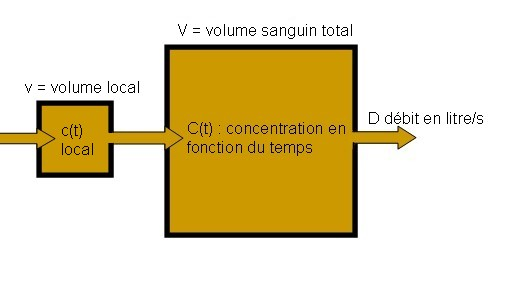 V = volume sanguin total
v = volume local
c(t)
local
C(t) : concentration en
fonction du temps
D débit en litre/s